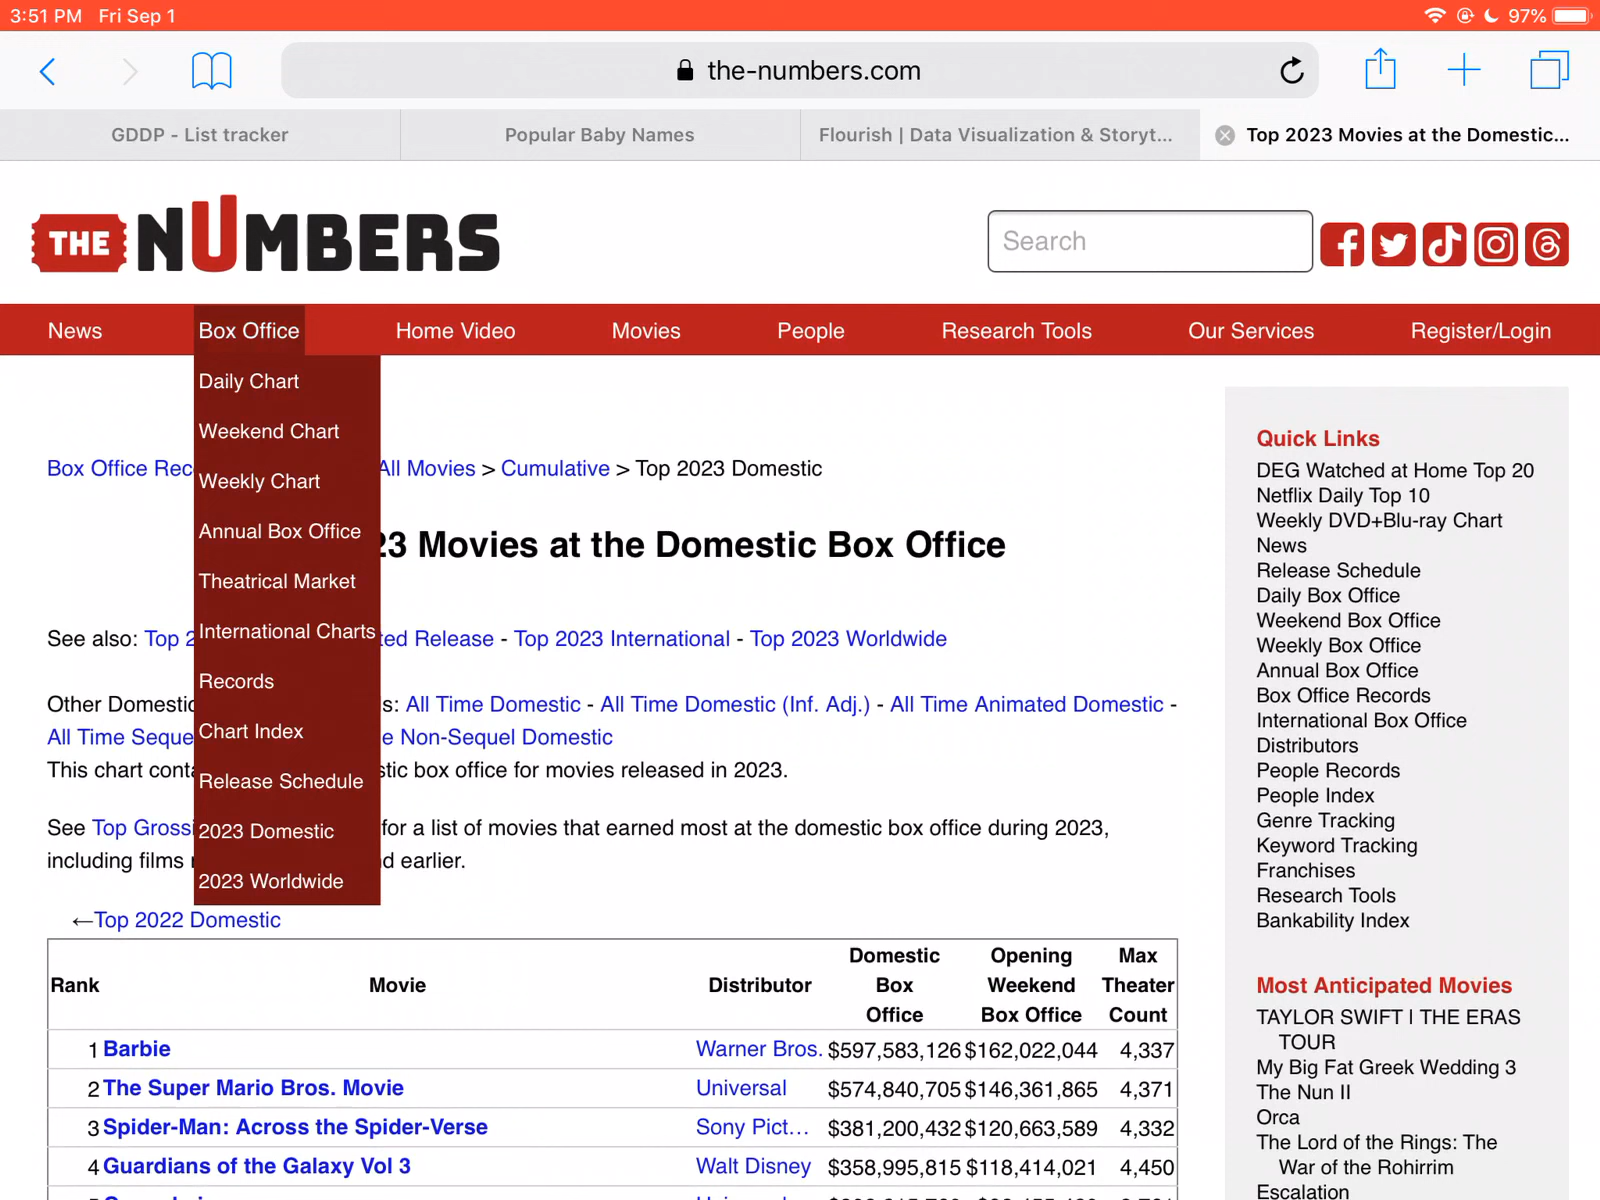 3:51 PM Fri Sep 1
97%
the-numbers.com
GDDP - List tracker
Popular Baby Names
Flourish | Data Visualization & Storyt...
Top 2023 Movies at the Domestic...
THE NUMBERS
Search
News
Box Office
Home Video
Movies
People
Research Tools
Our Services
Register/Login
Daily Chart
Weekend Chart
Weekly Chart
Annual Box Office
Theatrical Market
International Charts
Records
Chart Index
Release Schedule
2023 Domestic
2023 Worldwide
Box Office Rec All Movies > Cumulative > Top 2023 Domestic
23 Movies at the Domestic Box Office
See also: Top 2 ed Release - Top 2023 International - Top 2023 Worldwide
Other Domestic s: All Time Domestic - All Time Domestic (Inf. Adj.) - All Time Animated Domestic -
All Time Seque e Non-Sequel Domestic
This chart conta stic box office for movies released in 2023.
See Top Grossi for a list of movies that earned most at the domestic box office during 2023,
including films d earlier.
←Top 2022 Domestic
Rank Movie Distributor Domestic Box Office Opening Weekend Box Office Max Theater Count
1 Barbie Warner Bros. $597,583,126 $162,022,044 4,337
2 The Super Mario Bros. Movie Universal $574,840,705 $146,361,865 4,371
3 Spider-Man: Across the Spider-Verse Sony Pict… $381,200,432 $120,663,589 4,332
4 Guardians of the Galaxy Vol 3 Walt Disney $358,995,815 $118,414,021 4,450
Quick Links
DEG Watched at Home Top 20
Netflix Daily Top 10
Weekly DVD+Blu-ray Chart
News
Release Schedule
Daily Box Office
Weekend Box Office
Weekly Box Office
Annual Box Office
Box Office Records
International Box Office
Distributors
People Records
People Index
Genre Tracking
Keyword Tracking
Franchises
Research Tools
Bankability Index
Most Anticipated Movies
TAYLOR SWIFT | THE ERAS
TOUR
My Big Fat Greek Wedding 3
The Nun II
Orca
The Lord of the Rings: The
War of the Rohirrim
Escalation